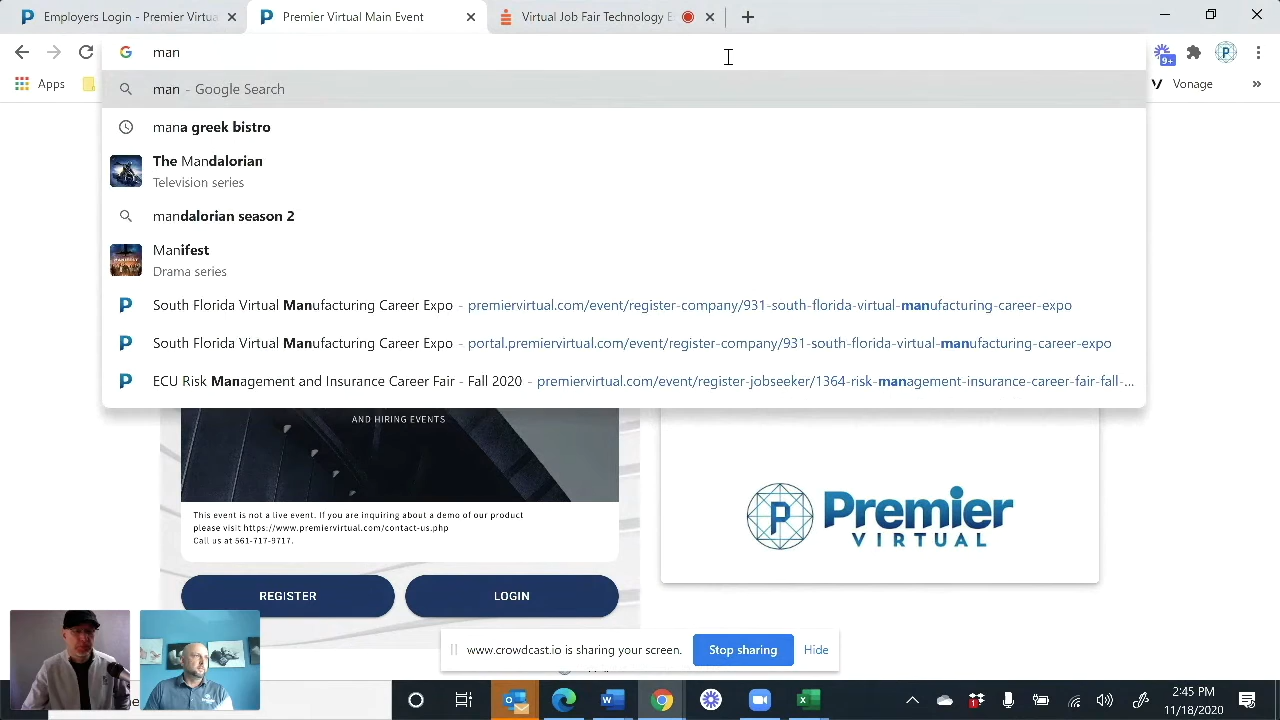 Employers Login - Premier Virtua
Premier Virtual Main Event
Virtual Job Fair Technology E
man
9+
P
Apps
Vonage
man - Google Search
mana greek bistro
The Mandalorian
Television series
mandalorian season 2
Manifest
Drama series
South Florida Virtual Manufacturing Career Expo - premiervirtual.com/event/register-company/931-south-florida-virtual-manufacturing-career-expo
South Florida Virtual Manufacturing Career Expo - portal.premiervirtual.com/event/register-company/931-south-florida-virtual-manufacturing-career-expo
ECU Risk Management and Insurance Career Fair - Fall 2020 - premiervirtual.com/event/register-jobseeker/1364-risk-management-insurance-career-fair-fall-...
AND HIRING EVENTS
This event is not a live event. If you are inquiring about a demo of our product
please visit https://www.premiervirtual.com/contact-us.php
Call us at 561-717-9717.
REGISTER
LOGIN
P Premier
VIRTUAL
www.crowdcast.io is sharing your screen.
Stop sharing
Hide
2:45 PM
11/18/2020